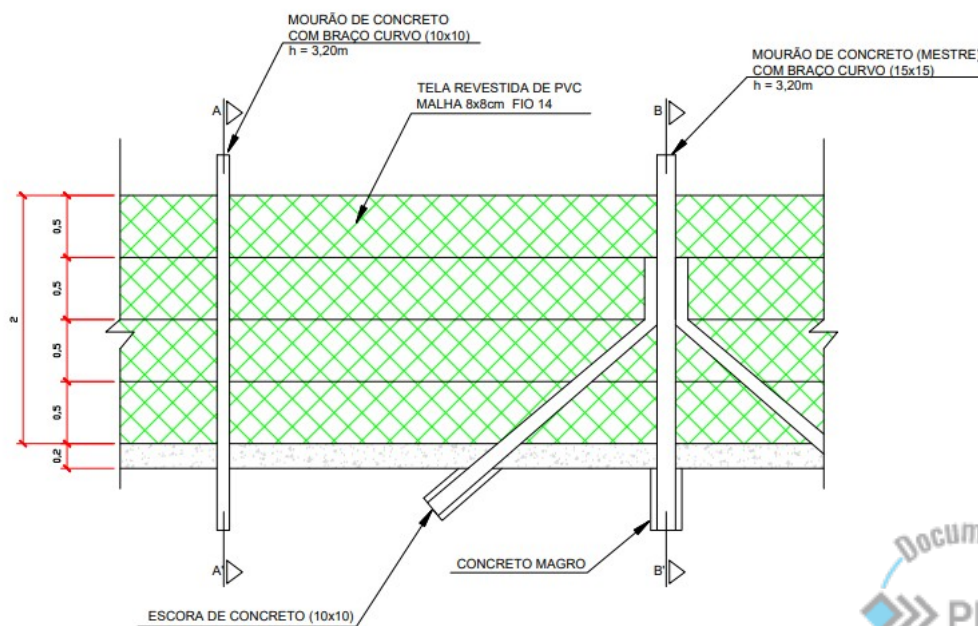 MOURÃO DE CONCRETO
COM BRAÇO CURVO (10x10)
h = 3,20m
MOURÃO DE CONCRETO (MESTRE)
COM BRAÇO CURVO (15x15)
h = 3,20m
TELA REVESTIDA DE PVC
MALHA 8x8cm FIO 14
A
B
0,5
0,5
2
0,5
0,5
0,2
CONCRETO MAGRO
A'
B'
ESCORA DE CONCRETO (10x10)